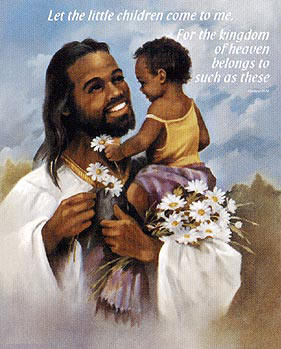 Let the little children come to me.
For the kingdom
of heaven
belongs to
such as these